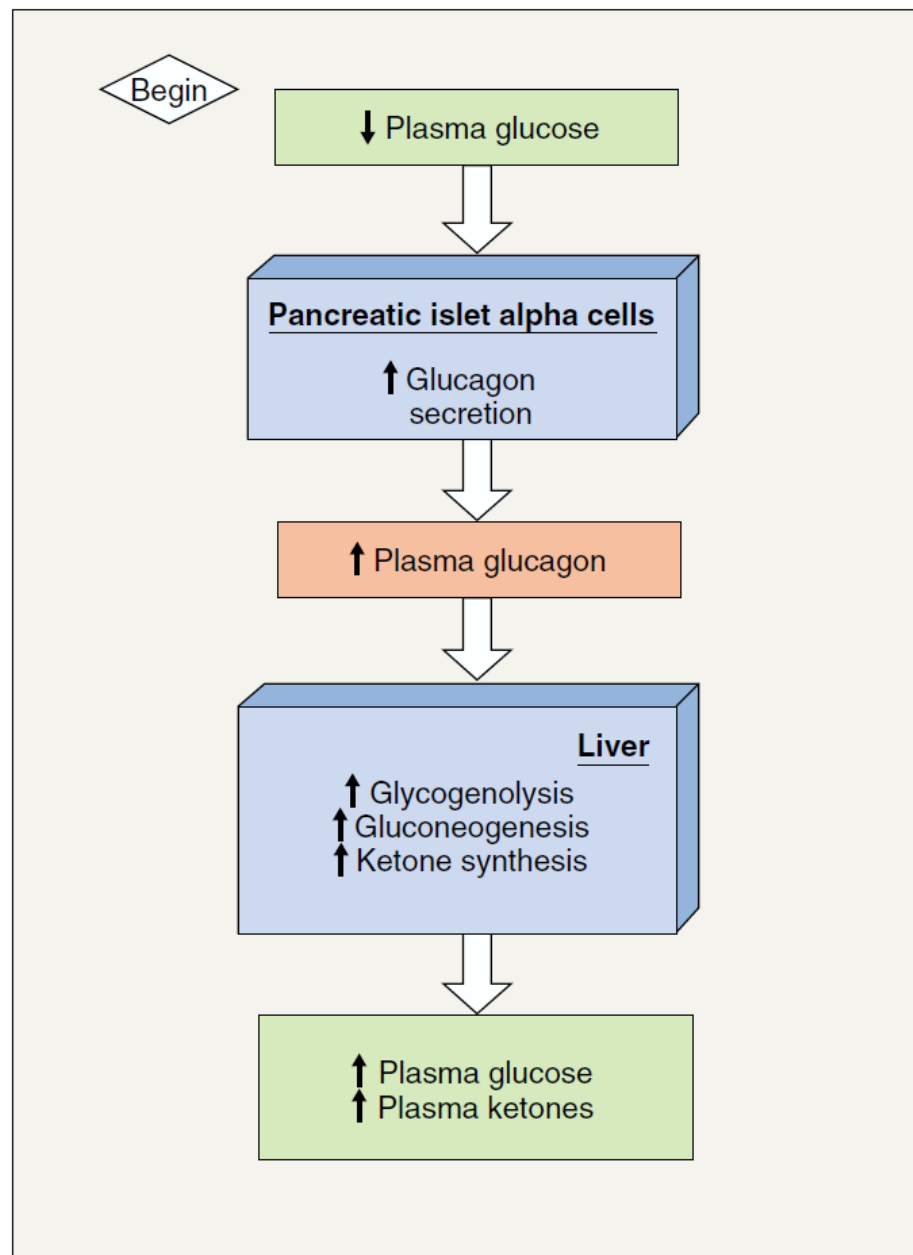 Begin
↓ Plasma glucose
Pancreatic islet alpha cells
↑ Glucagon
secretion
↑ Plasma glucagon
Liver
↑ Glycogenolysis
↑ Gluconeogenesis
↑ Ketone synthesis
↑ Plasma glucose
↑ Plasma ketones